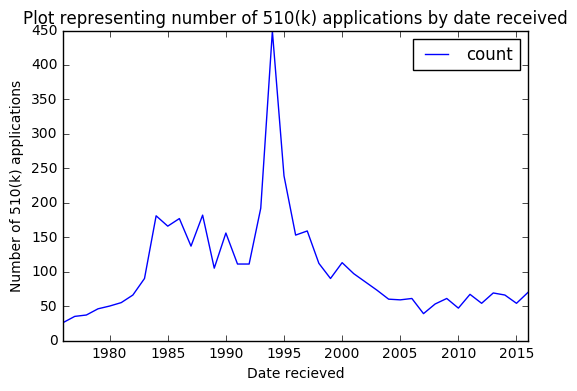 Plot representing number of 510(k) applications by date received
count
Number of 510(k) applications
450
400
350
300
250
200
150
100
50
0
1980 1985 1990 1995 2000 2005 2010 2015
Date recieved